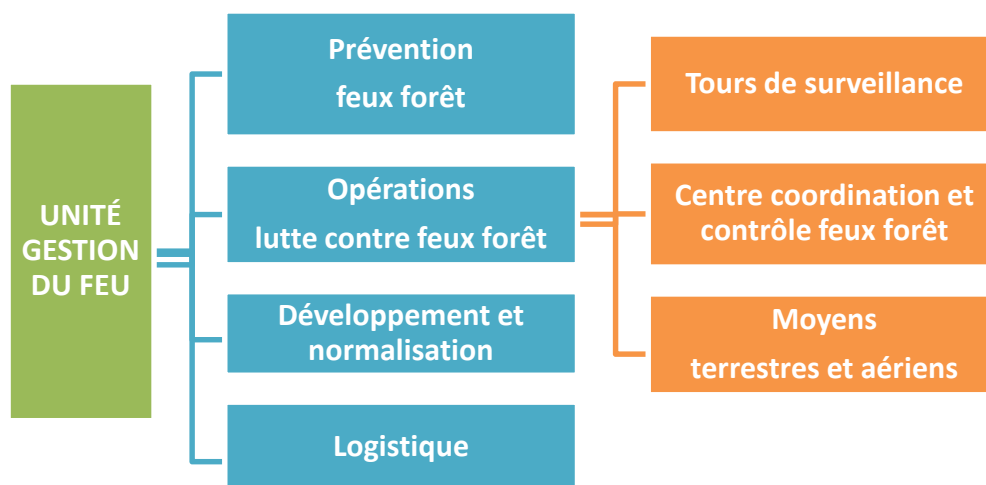 UNITÉ
GESTION
DU FEU
Prévention
feux forêt
Opérations
lutte contre feux forêt
Développement et
normalisation
Logistique
Tours de surveillance
Centre coordination et
contrôle feux forêt
Moyens
terrestres et aériens